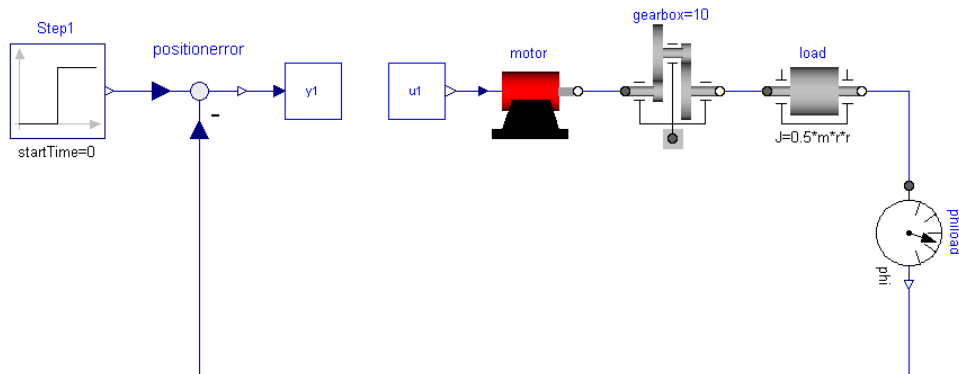 gearbox=10
Step1
positionerror
motor
load
y1
u1
-
startTime=0
J=0.5*m*r*r
phiload
phi